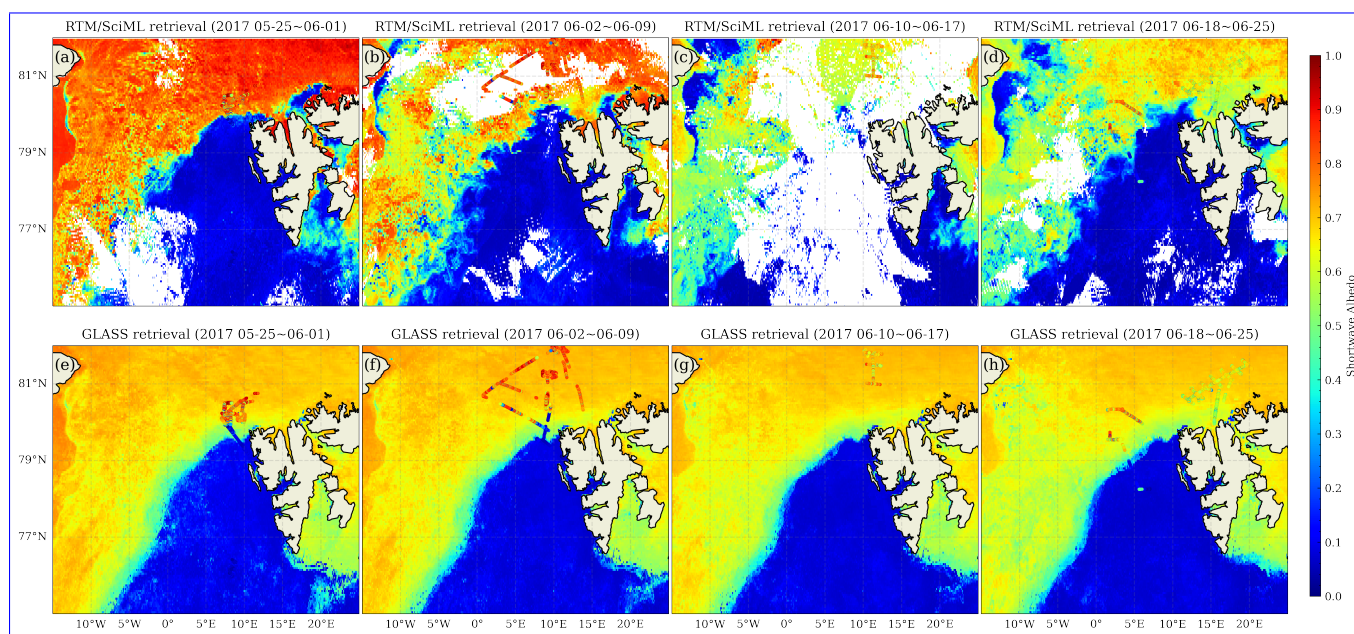 RTM/SciML retrieval (2017 05-25~06-01)
RTM/SciML retrieval (2017 06-02~06-09)
RTM/SciML retrieval (2017 06-10~06-17)
RTM/SciML retrieval (2017 06-18~06-25)
(a)
(b)
(c)
(d)
81°N
79°N
77°N
GLASS retrieval (2017 05-25~06-01)
GLASS retrieval (2017 06-02~06-09)
GLASS retrieval (2017 06-10~06-17)
GLASS retrieval (2017 06-18~06-25)
(e)
(f)
(g)
(h)
81°N
79°N
77°N
10°W 5°W 0° 5°E 10°E 15°E 20°E
10°W 5°W 0° 5°E 10°E 15°E 20°E
10°W 5°W 0° 5°E 10°E 15°E 20°E
10°W 5°W 0° 5°E 10°E 15°E 20°E
1.0
0.9
0.8
0.7
0.6
0.5
0.4
0.3
0.2
0.1
0.0
Shortwave Albedo